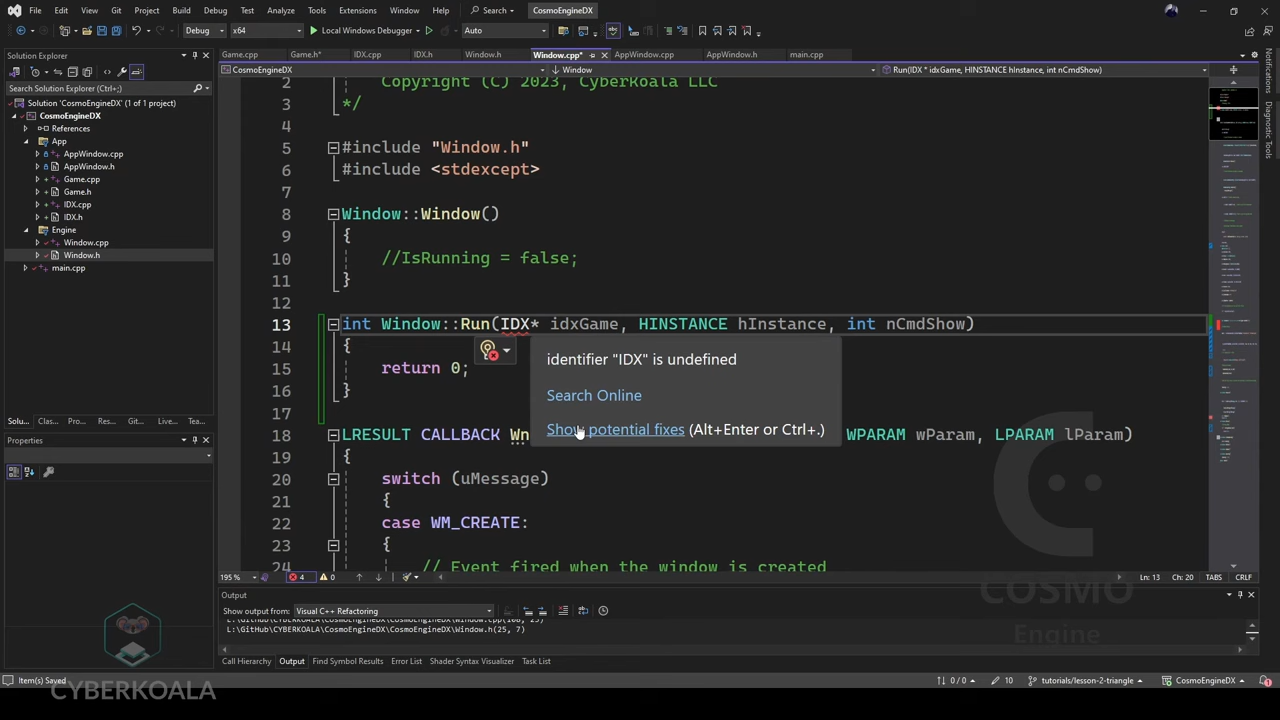 File Edit View Git Project Build Debug Test Analyze Tools Extensions Window Help Search CosmoEngineDX
Debug x64 Local Windows Debugger Auto
Solution Explorer
Game.cpp Game.h* IDX.cpp IDX.h Window.h Window.cpp* AppWindow.cpp AppWindow.h main.cpp
CosmoEngineDX Window Run(IDX * idxGame, HINSTANCE hInstance, int nCmdShow)
Search Solution Explorer (Ctrl+;)
Solution 'CosmoEngineDX' (1 of 1 project)
CosmoEngineDX
References
App
AppWindow.cpp
AppWindow.h
Game.cpp
Game.h
IDX.cpp
IDX.h
Engine
Window.cpp
Window.h
main.cpp
2 Copyright (C) 2023, CyberKoala LLC
3 */
4
5 #include "Window.h"
6 #include <stdexcept>
7
8 Window::Window()
9 {
10 //IsRunning = false;
11 }
12
13 int Window::Run(IDX* idxGame, HINSTANCE hInstance, int nCmdShow)
14 {
15 return 0;
16 }
17
18 LRESULT CALLBACK Wn WPARAM wParam, LPARAM lParam)
19 {
20 switch (uMessage)
21 {
22 case WM_CREATE:
23 {
24 // Event fired when the window is created
identifier "IDX" is undefined
Search Online
Show potential fixes (Alt+Enter or Ctrl+.)
Solu... Clas... Prop... Git... Live... Tea...
Properties
195 % 4 0 Ln: 13 Ch: 20 TABS CRLF
Output
Show output from: Visual C++ Refactoring
L:\GitHub\CYBERKOALA\CosmoEngineDX\CosmoEngineDX\Window.h(25, 7)
Call Hierarchy Output Find Symbol Results Error List Shader Syntax Visualizer Task List
Item(s) Saved 0 / 0 10 tutorials/lesson-2-triangle CosmoEngineDX
Notifications
Diagnostic Tools
COSMO
Engine
CYBERKOALA